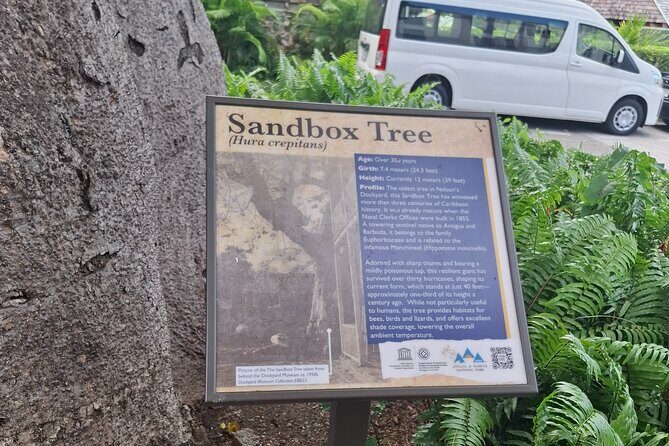 Sandbox Tree
(Hura crepitans)
Age: Over 300 years
Girth: 7.4 meters (24.3 feet)
Height: Currently 12 meters (39 feet)
Profile: The oldest tree in Nelson's
Dockyard, this Sandbox Tree has witnessed
more than three centuries of Caribbean
history. It was already mature when the
Naval Clerks Offices were built in 1855.
A towering sentinel native to Antigua and
Barbuda, it belongs to the family
Euphorbiaceae and is related to the
infamous Manchineel (Hippomane mancinella).
Adorned with sharp thorns and bearing a
mildly poisonous sap, this resilient giant has
survived over thirty hurricanes, shaping its
current form, which stands at just 40 feet—
approximately one-third of its height a
century ago. While not particularly useful
to humans, the tree provides habitats for
bees, birds and lizards, and offers excellent
shade coverage, lowering the overall
ambient temperature.
Picture of the The Sandbox Tree taken from
behind the Dockyard Museum ca. 1950s.
Dockyard Museum Collection EB022